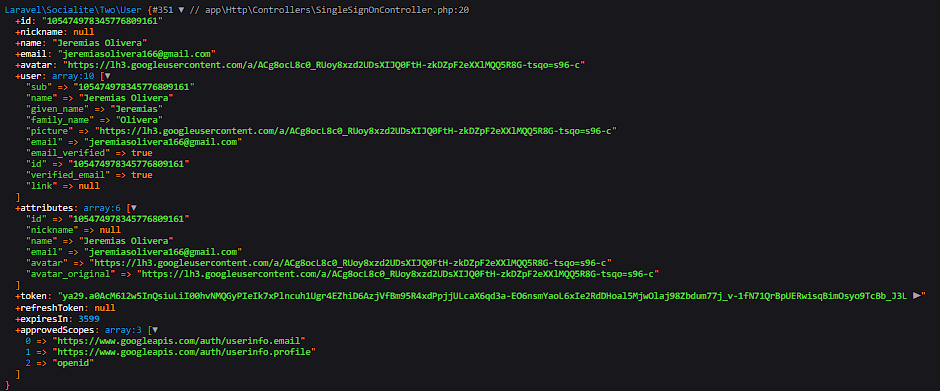 Laravel\Socialite\Two\User {#351 ▼ // app\Http\Controllers\SingleSignOnController.php:20
+id: "105474978345776809161"
+nickname: null
+name: "Jeremias Olivera"
+email: "jeremiasolivera166@gmail.com"
+avatar: "https://lh3.googleusercontent.com/a/ACg8ocL8c0_RUoy8xzd2UDsXIJQ0FtH-zkDZpF2eXXlMQQ5R8G-tsqo=s96-c"
+user: array:10 [▼
"sub" => "105474978345776809161"
"name" => "Jeremias Olivera"
"given_name" => "Jeremias"
"family_name" => "Olivera"
"picture" => "https://lh3.googleusercontent.com/a/ACg8ocL8c0_RUoy8xzd2UDsXIJQ0FtH-zkDZpF2eXXlMQQ5R8G-tsqo=s96-c"
"email" => "jeremiasolivera166@gmail.com"
"email_verified" => true
"id" => "105474978345776809161"
"verified_email" => true
"link" => null
]
+attributes: array:6 [▼
"id" => "105474978345776809161"
"nickname" => null
"name" => "Jeremias Olivera"
"email" => "jeremiasolivera166@gmail.com"
"avatar" => "https://lh3.googleusercontent.com/a/ACg8ocL8c0_RUoy8xzd2UDsXIJQ0FtH-zkDZpF2eXXlMQQ5R8G-tsqo=s96-c"
"avatar_original" => "https://lh3.googleusercontent.com/a/ACg8ocL8c0_RUoy8xzd2UDsXIJQ0FtH-zkDZpF2eXXlMQQ5R8G-tsqo=s96-c"
]
+token: "ya29.a0AcM612w5InQsiuLiI00hvNMQGyPIeIk7xPlncuh1Ugr4EZhiD6AzjVfBm95R4xdPpjjULcaX6qd3a-EO6nsmYaoL6xIe2RdDHoal5MjwOlaj98Zbdum77j_v-1fN71QrBpUERwisqBimOsyo9TcBb_J3L ▶"
+refreshToken: null
+expiresIn: 3599
+approvedScopes: array:3 [▼
0 => "https://www.googleapis.com/auth/userinfo.email"
1 => "https://www.googleapis.com/auth/userinfo.profile"
2 => "openid"
]
}